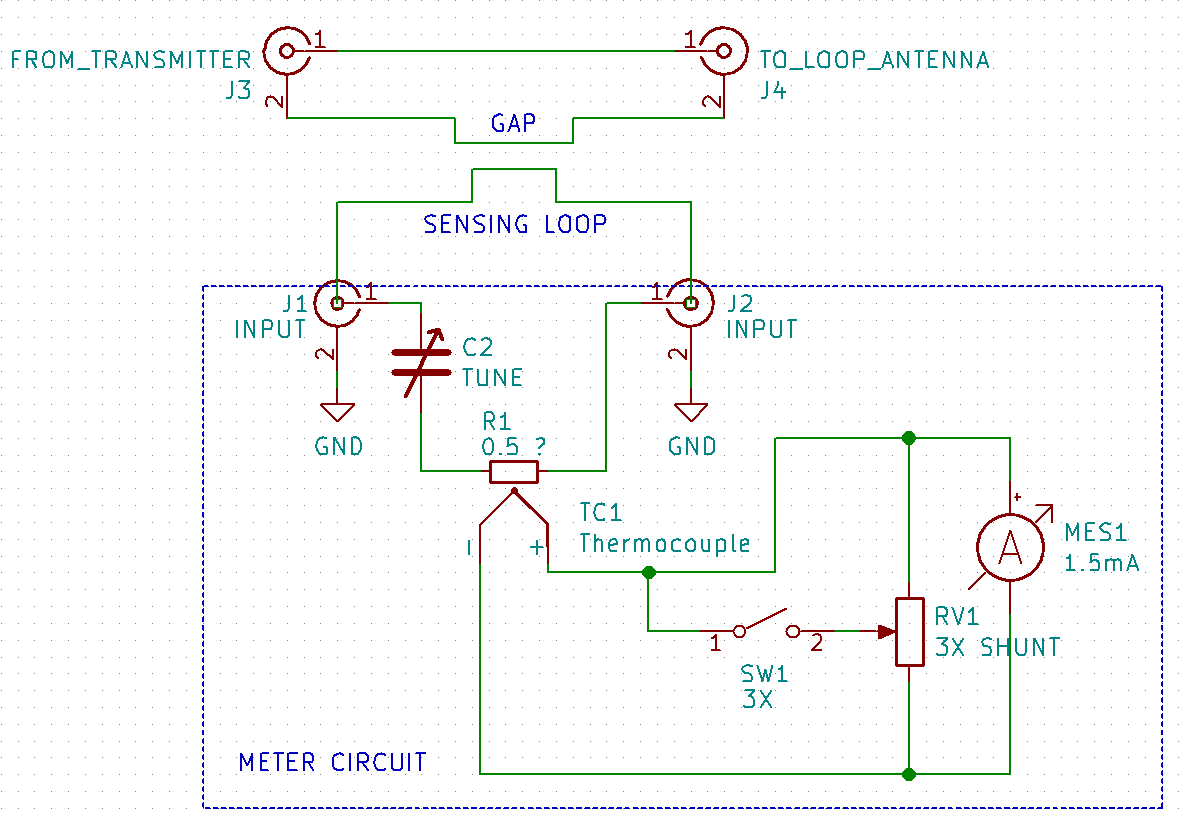 FROM_TRANSMITTER
J3
1
2
1
2
TO_LOOP_ANTENNA
J4
GAP
SENSING LOOP
J1
INPUT
1
2
GND
C2
TUNE
1
2
J2
INPUT
GND
R1
0.5 ?
TC1
Thermocouple
-
+
+
A
MES1
1.5mA
RV1
3X SHUNT
1
2
SW1
3X
METER CIRCUIT